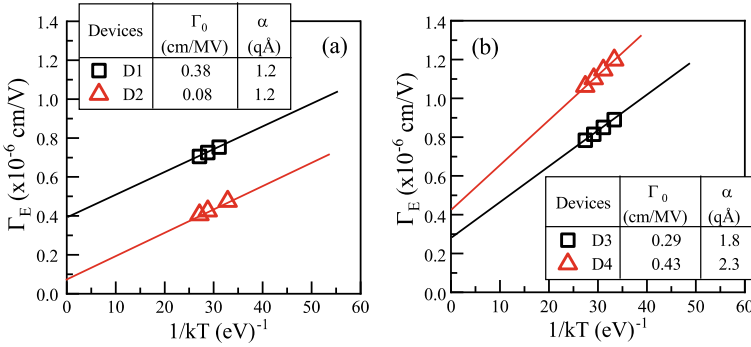 1.4
1.2
1.0
0.8
0.6
0.4
0.2
0.0
Γ_E (x10^-6 cm/V)
Devices Γ_0 (cm/MV) α (qÅ)
D1 0.38 1.2
D2 0.08 1.2
(a)
0 10 20 30 40 50 60
1/kT (eV)^-1
1.4
1.2
1.0
0.8
0.6
0.4
0.2
0.0
Γ_E (x10^-6 cm/V)
(b)
Devices Γ_0 (cm/MV) α (qÅ)
D3 0.29 1.8
D4 0.43 2.3
0 10 20 30 40 50 60
1/kT (eV)^-1